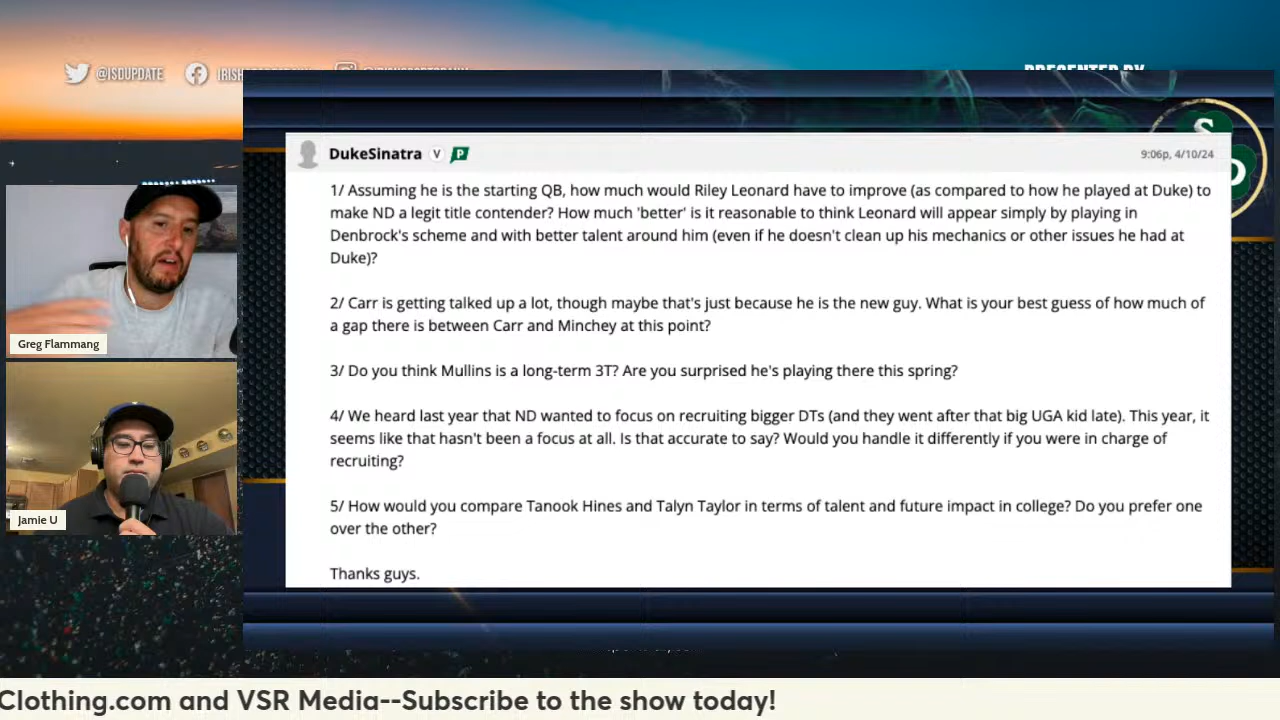 @ISDUPDATE
PRESENTED BY
DukeSinatra V P
9:06p, 4/10/24
1/ Assuming he is the starting QB, how much would Riley Leonard have to improve (as compared to how he played at Duke) to
make ND a legit title contender? How much 'better' is it reasonable to think Leonard will appear simply by playing in
Denbrock's scheme and with better talent around him (even if he doesn't clean up his mechanics or other issues he had at
Duke)?
2/ Carr is getting talked up a lot, though maybe that's just because he is the new guy. What is your best guess of how much of
a gap there is between Carr and Minchey at this point?
3/ Do you think Mullins is a long-term 3T? Are you surprised he's playing there this spring?
4/ We heard last year that ND wanted to focus on recruiting bigger DTs (and they went after that big UGA kid late). This year, it
seems like that hasn't been a focus at all. Is that accurate to say? Would you handle it differently if you were in charge of
recruiting?
5/ How would you compare Tanook Hines and Talyn Taylor in terms of talent and future impact in college? Do you prefer one
over the other?
Thanks guys.
Greg Flammang
Jamie U
Clothing.com and VSR Media--Subscribe to the show today!